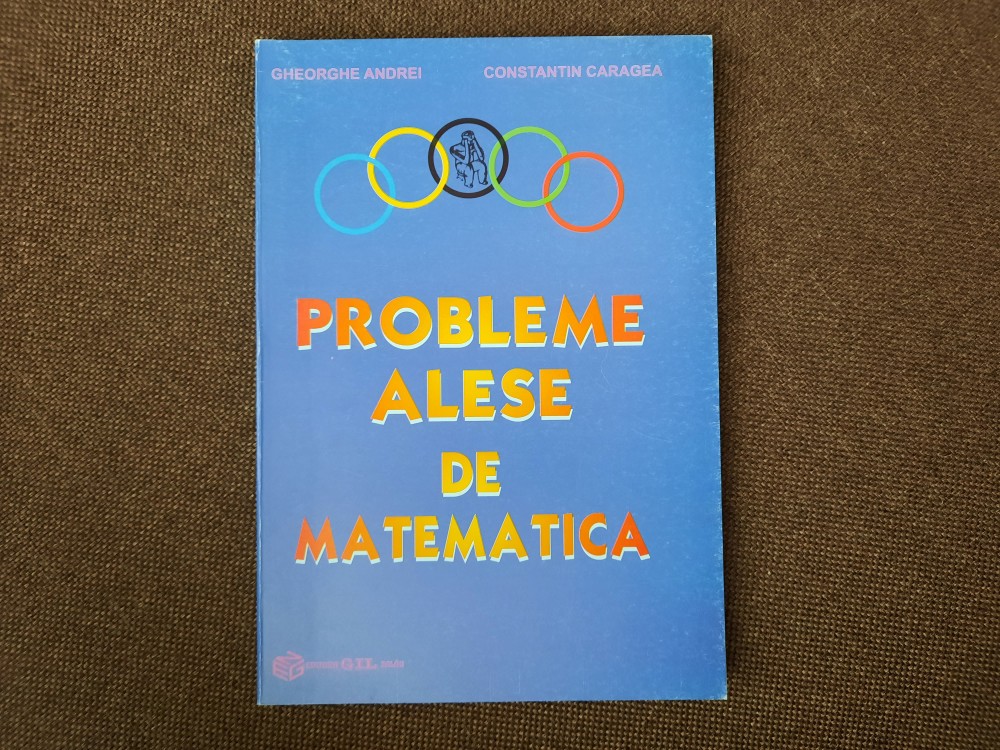 GHEORGHE ANDREI CONSTANTIN CARAGEA
PROBLEME
ALESE
DE
MATEMATICA
GIL